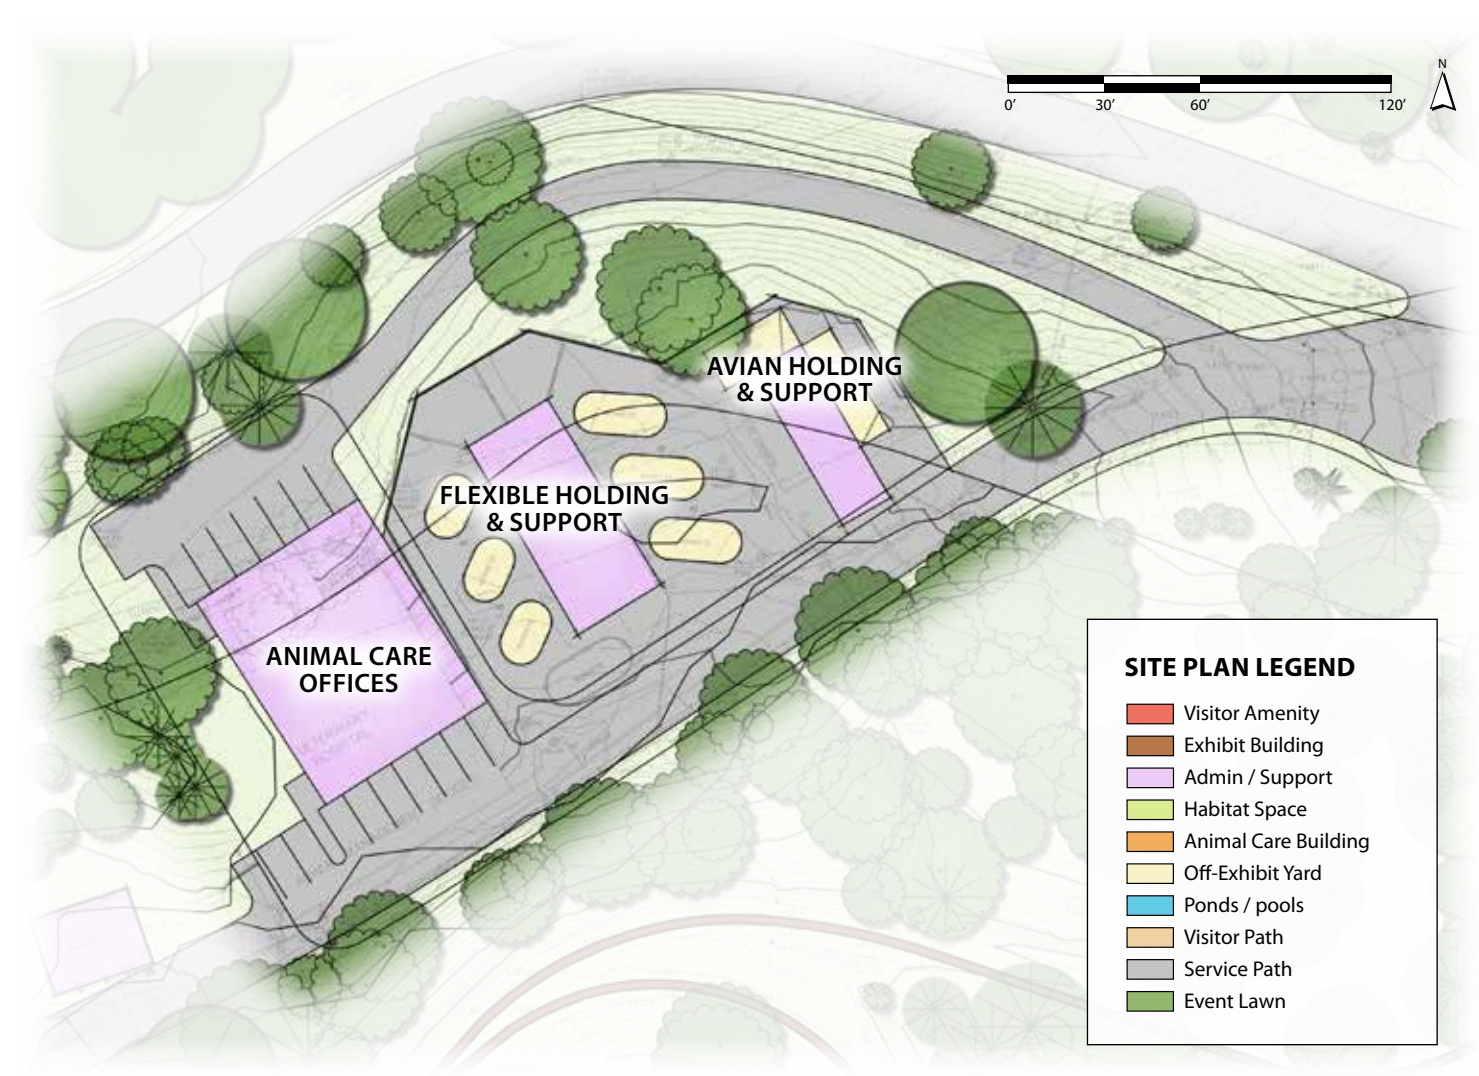 N
0’ 30’ 60’ 120’
AVIAN HOLDING
& SUPPORT
FLEXIBLE HOLDING
& SUPPORT
ANIMAL CARE
OFFICES
SITE PLAN LEGEND
Visitor Amenity
Exhibit Building
Admin / Support
Habitat Space
Animal Care Building
Off-Exhibit Yard
Ponds / pools
Visitor Path
Service Path
Event Lawn